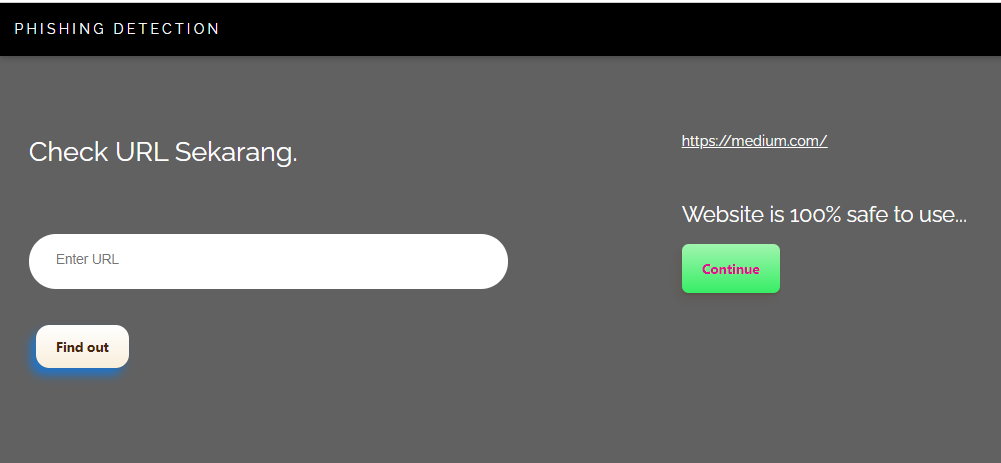 PHISHING DETECTION
Check URL Sekarang.
Enter URL
Find out
https://medium.com/
Website is 100% safe to use...
Continue